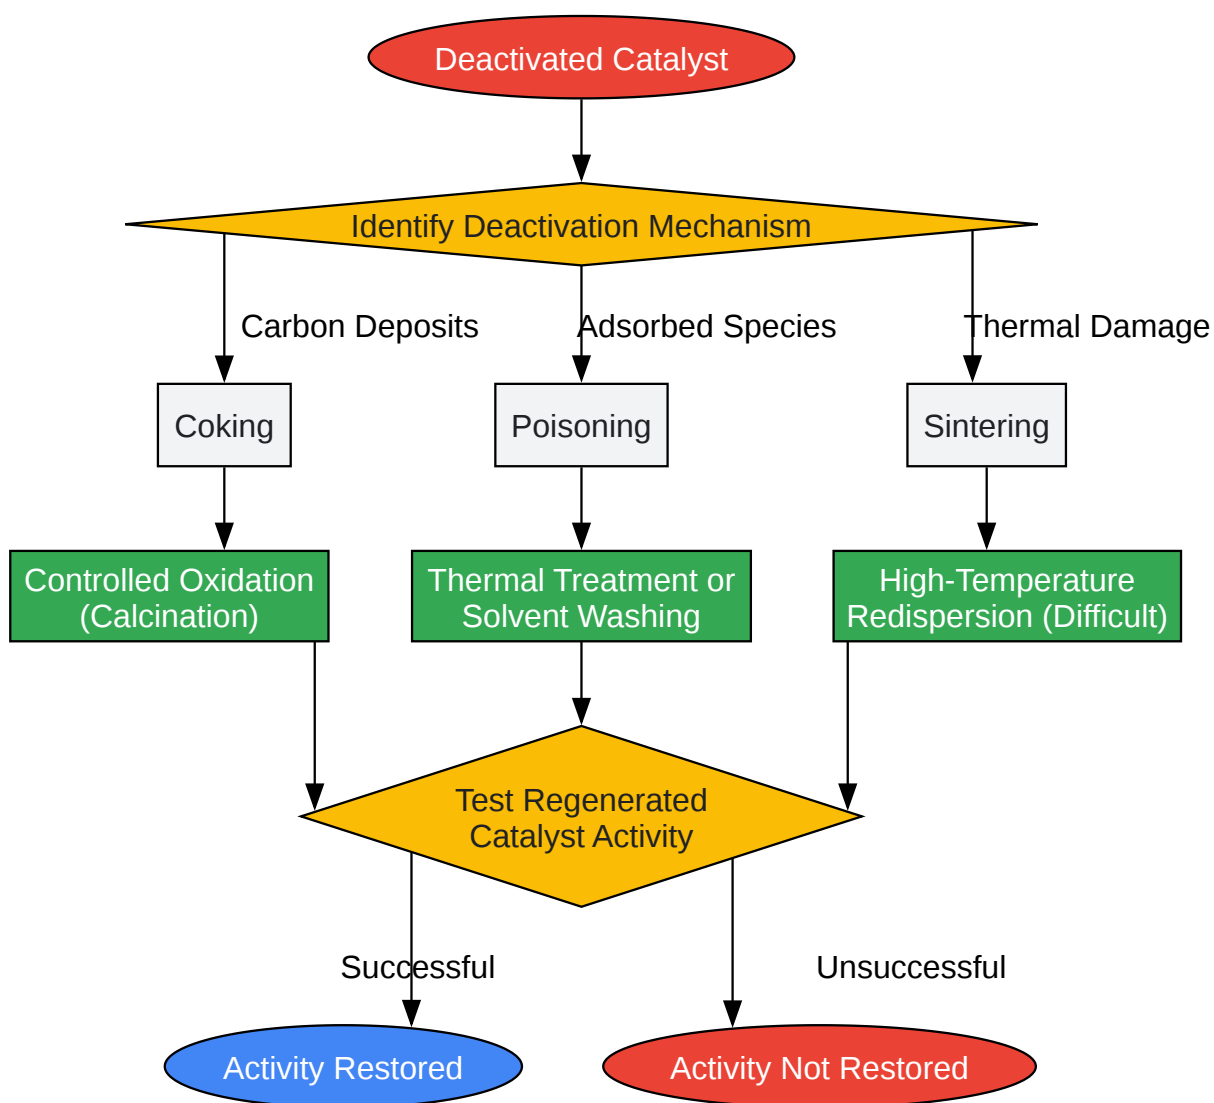 Deactivated Catalyst
Identify Deactivation Mechanism
Carbon Deposits
Adsorbed Species
Thermal Damage
Coking
Poisoning
Sintering
Controlled Oxidation
(Calcination)
Thermal Treatment or
Solvent Washing
High-Temperature
Redispersion (Difficult)
Test Regenerated
Catalyst Activity
Successful
Unsuccessful
Activity Restored
Activity Not Restored